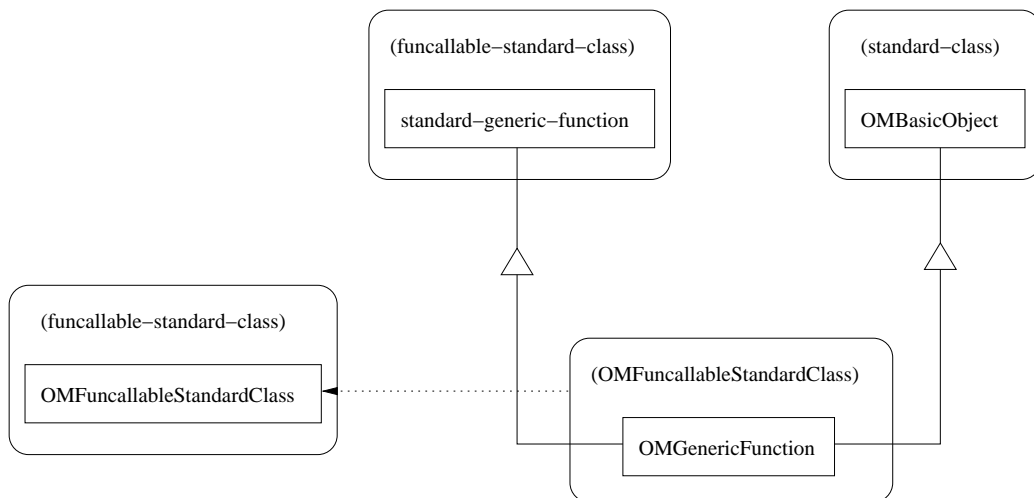 (funcallable−standard−class)
standard−generic−function
(standard−class)
OMBasicObject
(funcallable−standard−class)
OMFuncallableStandardClass
(OMFuncallableStandardClass)
OMGenericFunction